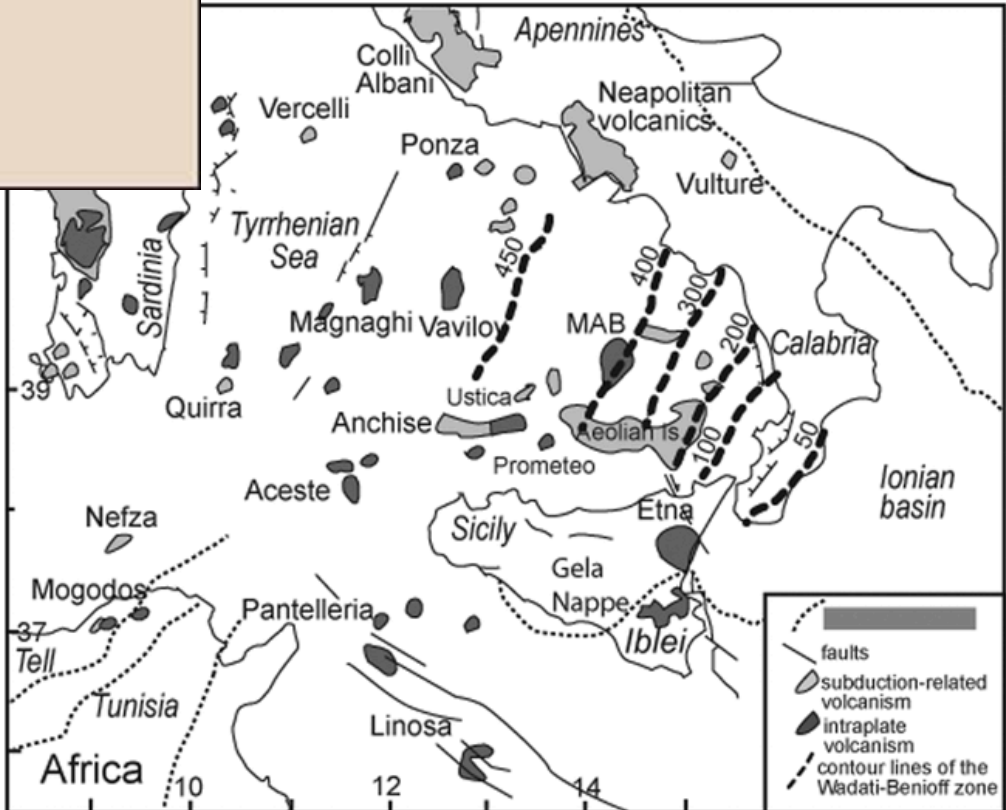 Apennines
Colli
Albani
Vercelli
Neapolitan
volcanics
Ponza
Vulture
Tyrrhenian
Sea
Sardinia
450
400
300
200
100
50
Magnaghi
Vavilov
MAB
Calabria
39
Quirra
Ustica
Anchise
Aeolian Is
Prometeo
Aceste
Ionian
basin
Nefza
Sicily
Etna
Gela
Nappe
Mogodos
Pantelleria
Iblei
37
Tell
Tunisia
Linosa
Africa
10
12
14
faults
subduction-related
volcanism
intraplate
volcanism
contour lines of the
Wadati-Benioff zone